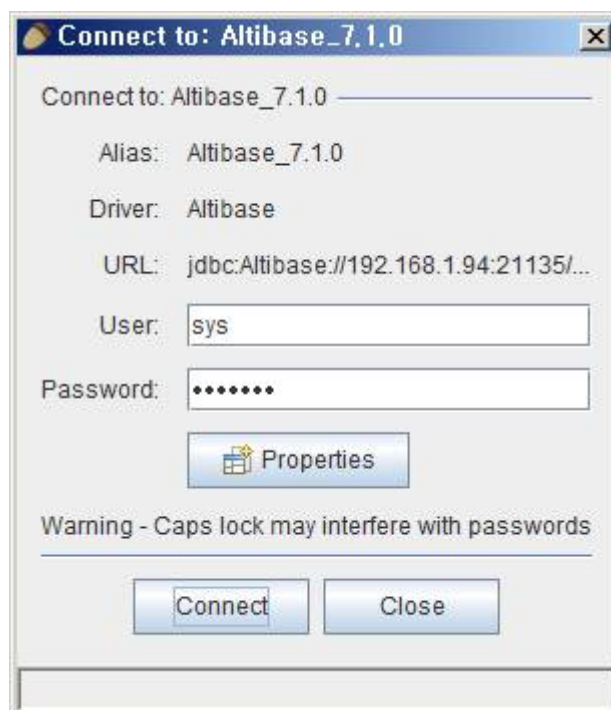 Connect to: Altibase_7.1.0
Connect to: Altibase_7.1.0
Alias: Altibase_7.1.0
Driver: Altibase
URL: jdbc:Altibase://192.168.1.94:21135/...
User: sys
Password: •••••••
Properties
Warning - Caps lock may interfere with passwords
Connect Close